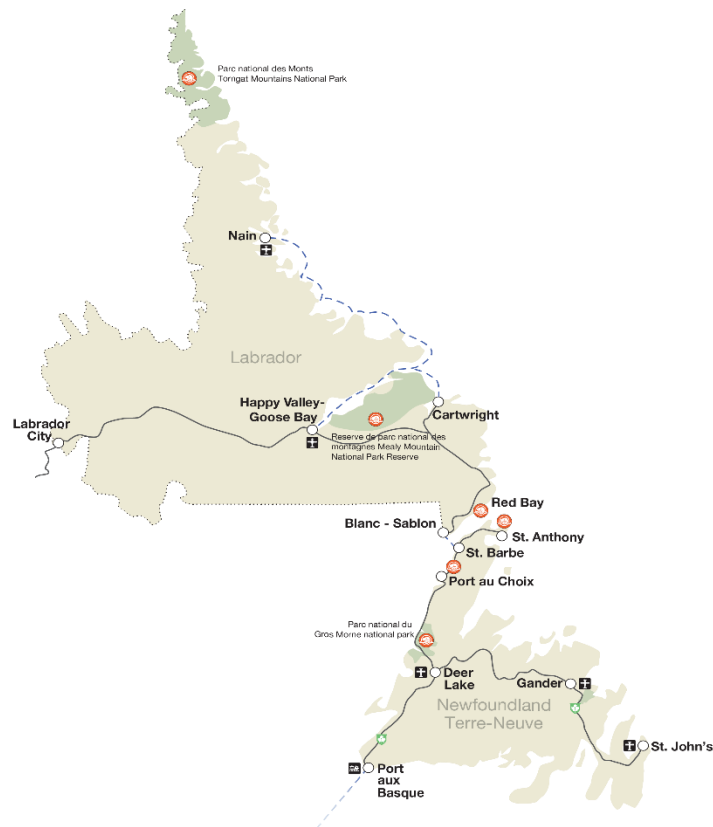 Parc national des Monts
Torngat Mountains National Park
Nain
Labrador
Happy Valley-
Goose Bay
Cartwright
Labrador
City
Reserve de parc national des
montagnes Mealy Mountain
National Park Reserve
Red Bay
Blanc - Sablon
St. Anthony
St. Barbe
Port au Choix
Parc national du
Gros Morne national park
Deer
Lake
Gander
Newfoundland
Terre-Neuve
St. John's
Port
aux
Basque